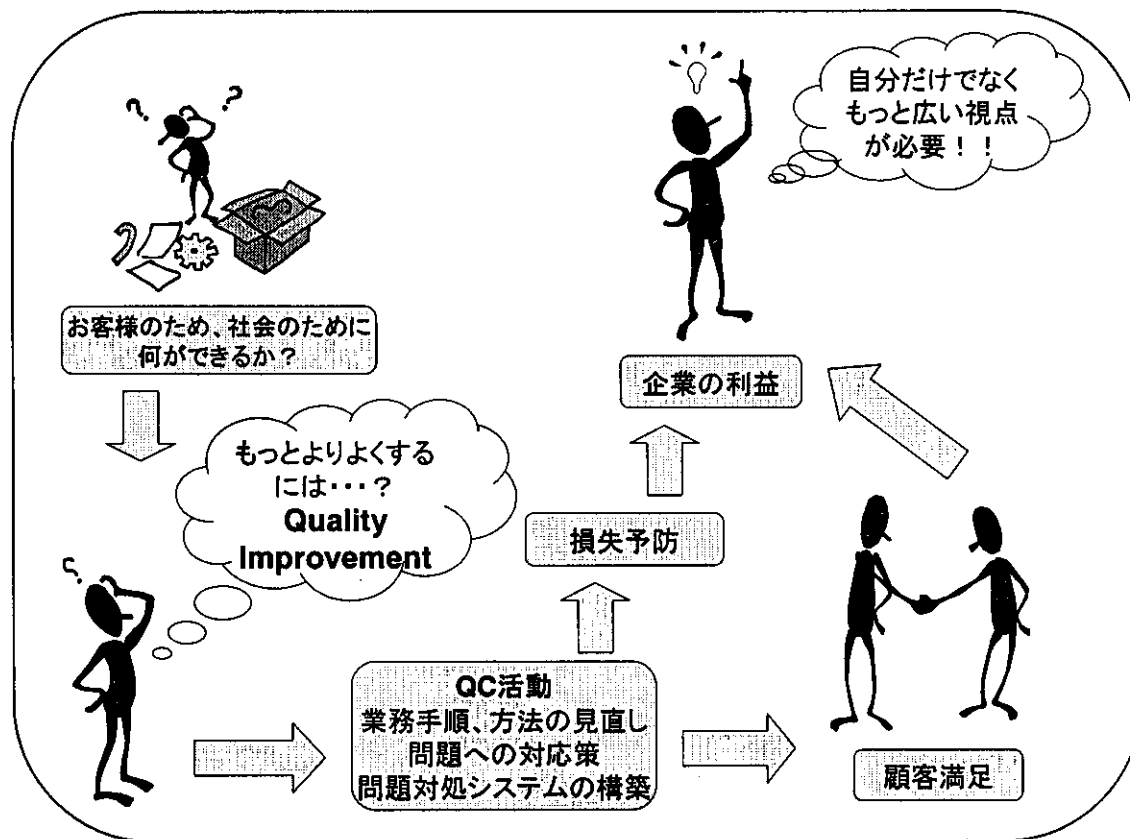 自分だけでなく
もっと広い視点
が必要！！
お客様のため、社会のために
何ができるか？
企業の利益
もっとよりよくする
には・・・？
Quality
Improvement
損失予防
QC活動
業務手順、方法の見直し
問題への対応策
問題対処システムの構築
顧客満足